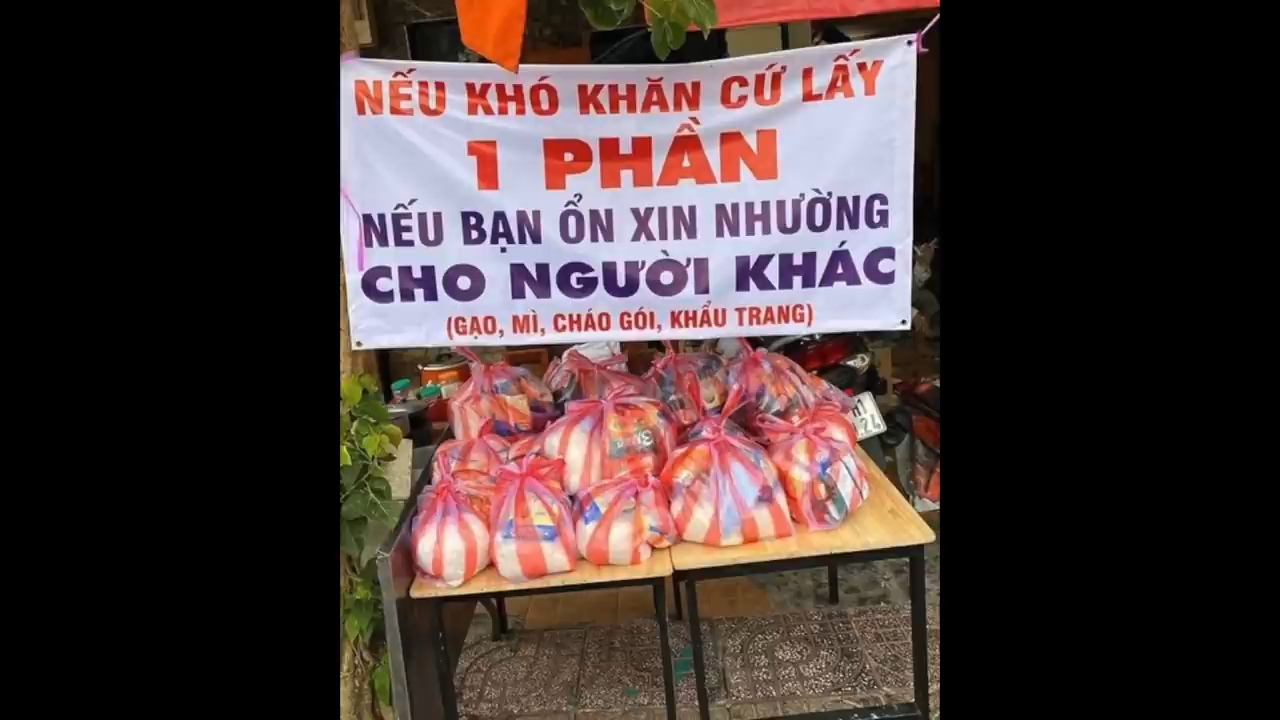 NẾU KHÓ KHĂN CỨ LẤY
1 PHẦN
NẾU BẠN ỔN XIN NHƯỜNG
CHO NGƯỜI KHÁC
(GẠO, MÌ, CHÁO GÓI, KHẨU TRANG)